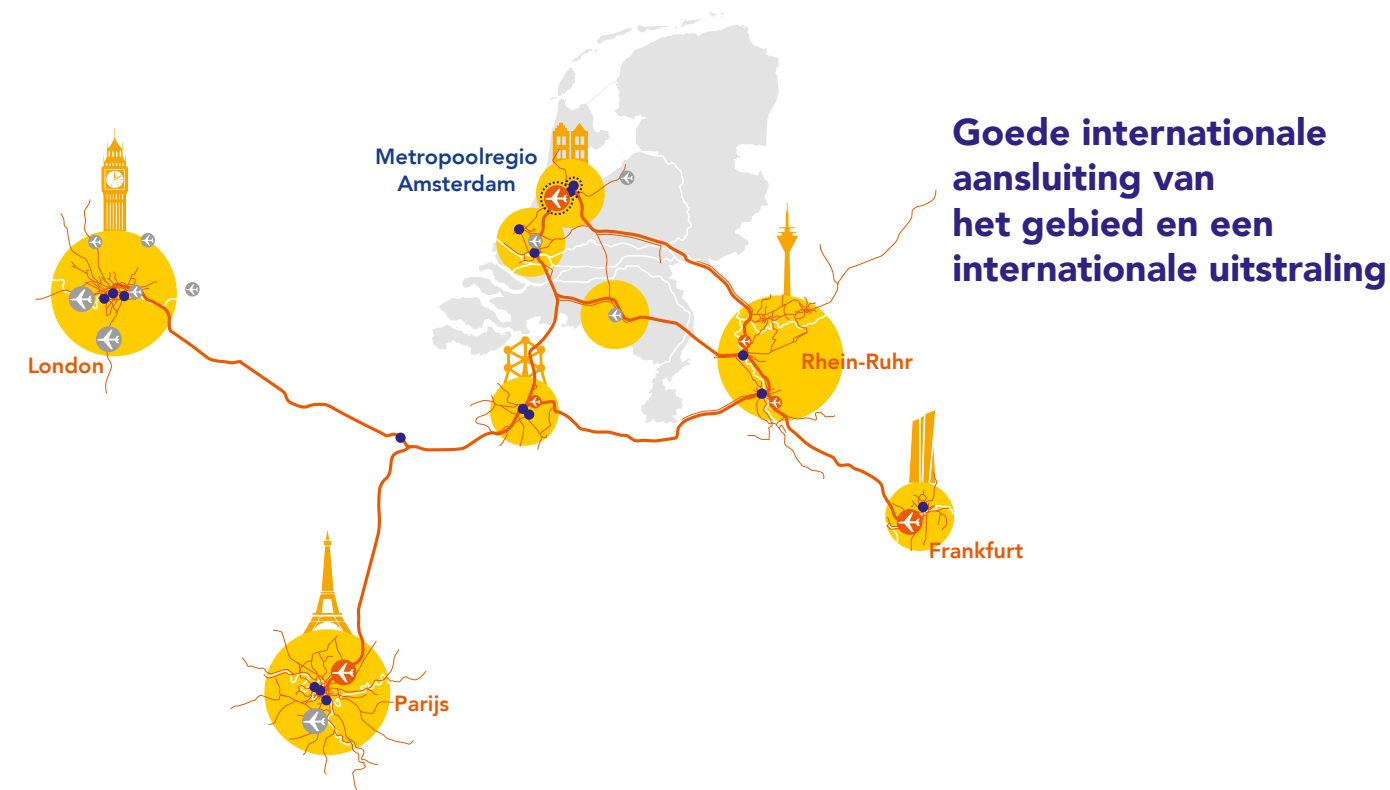 Goede internationale
aansluiting van
het gebied en een
internationale uitstraling
Metropoolregio
Amsterdam
London
Rhein-Ruhr
Frankfurt
Parijs